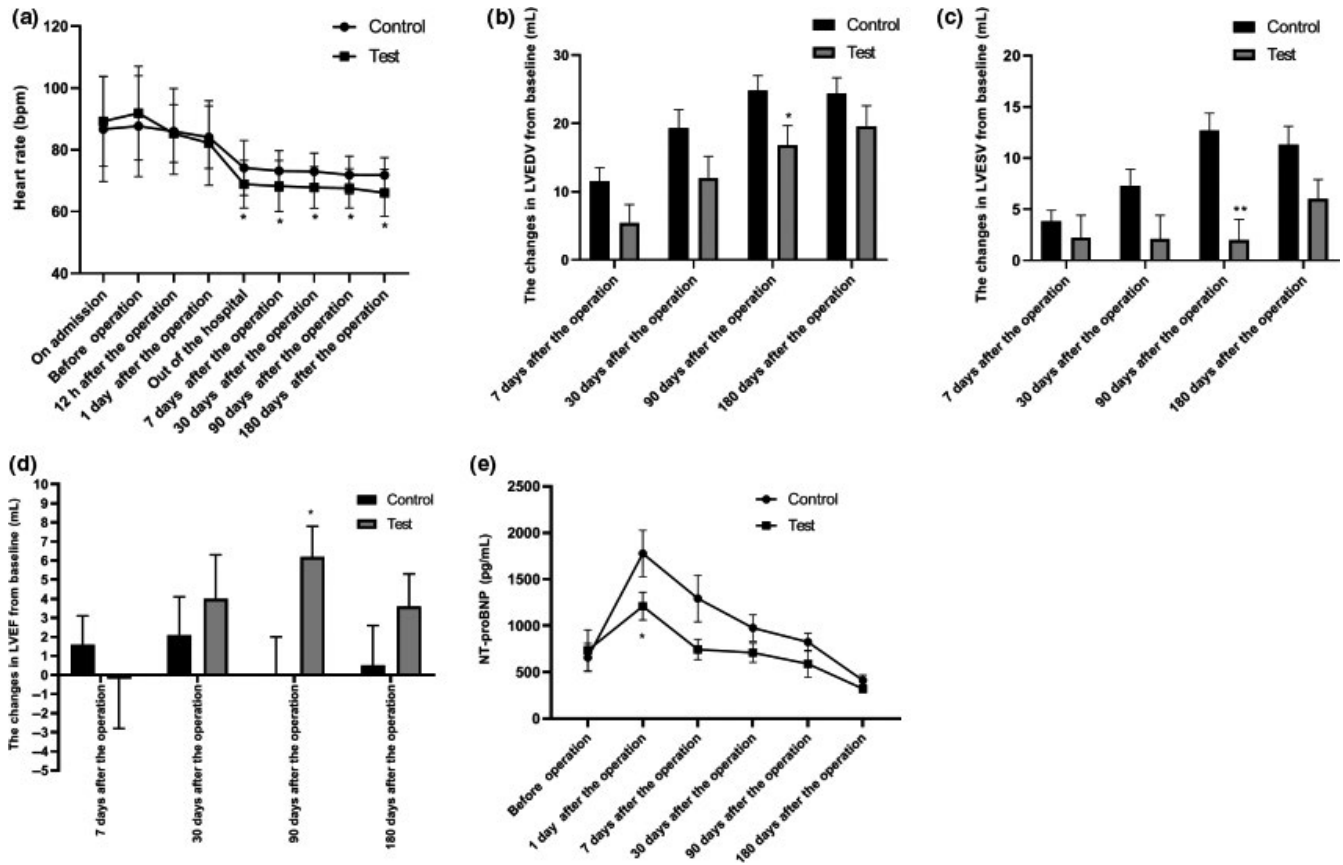 (a)
120
100
80
60
40
Heart rate (bpm)
Control
Test
*
*
*
*
*
On admission
Before operation
12 h after the operation
1 day after the operation
Out of the hospital
7 days after the operation
30 days after the operation
90 days after the operation
180 days after the operation
(b)
The changes in LVEDV from baseline (mL)
30
20
10
0
Control
Test
*
7 days after the operation
30 days after the operation
90 days after the operation
180 days after the operation
(c)
The changes in LVESV from baseline (mL)
20
15
10
5
0
Control
Test
**
7 days after the operation
30 days after the operation
90 days after the operation
180 days after the operation
(d)
The changes in LVEF from baseline (mL)
10
9
8
7
6
5
4
3
2
1
0
−1
−2
−3
−4
−5
Control
Test
*
7 days after the operation
30 days after the operation
90 days after the operation
180 days after the operation
(e)
NT-proBNP (pg/mL)
2500
2000
1500
1000
500
0
Control
Test
*
Before operation
1 day after the operation
7 days after the operation
30 days after the operation
90 days after the operation
180 days after the operation